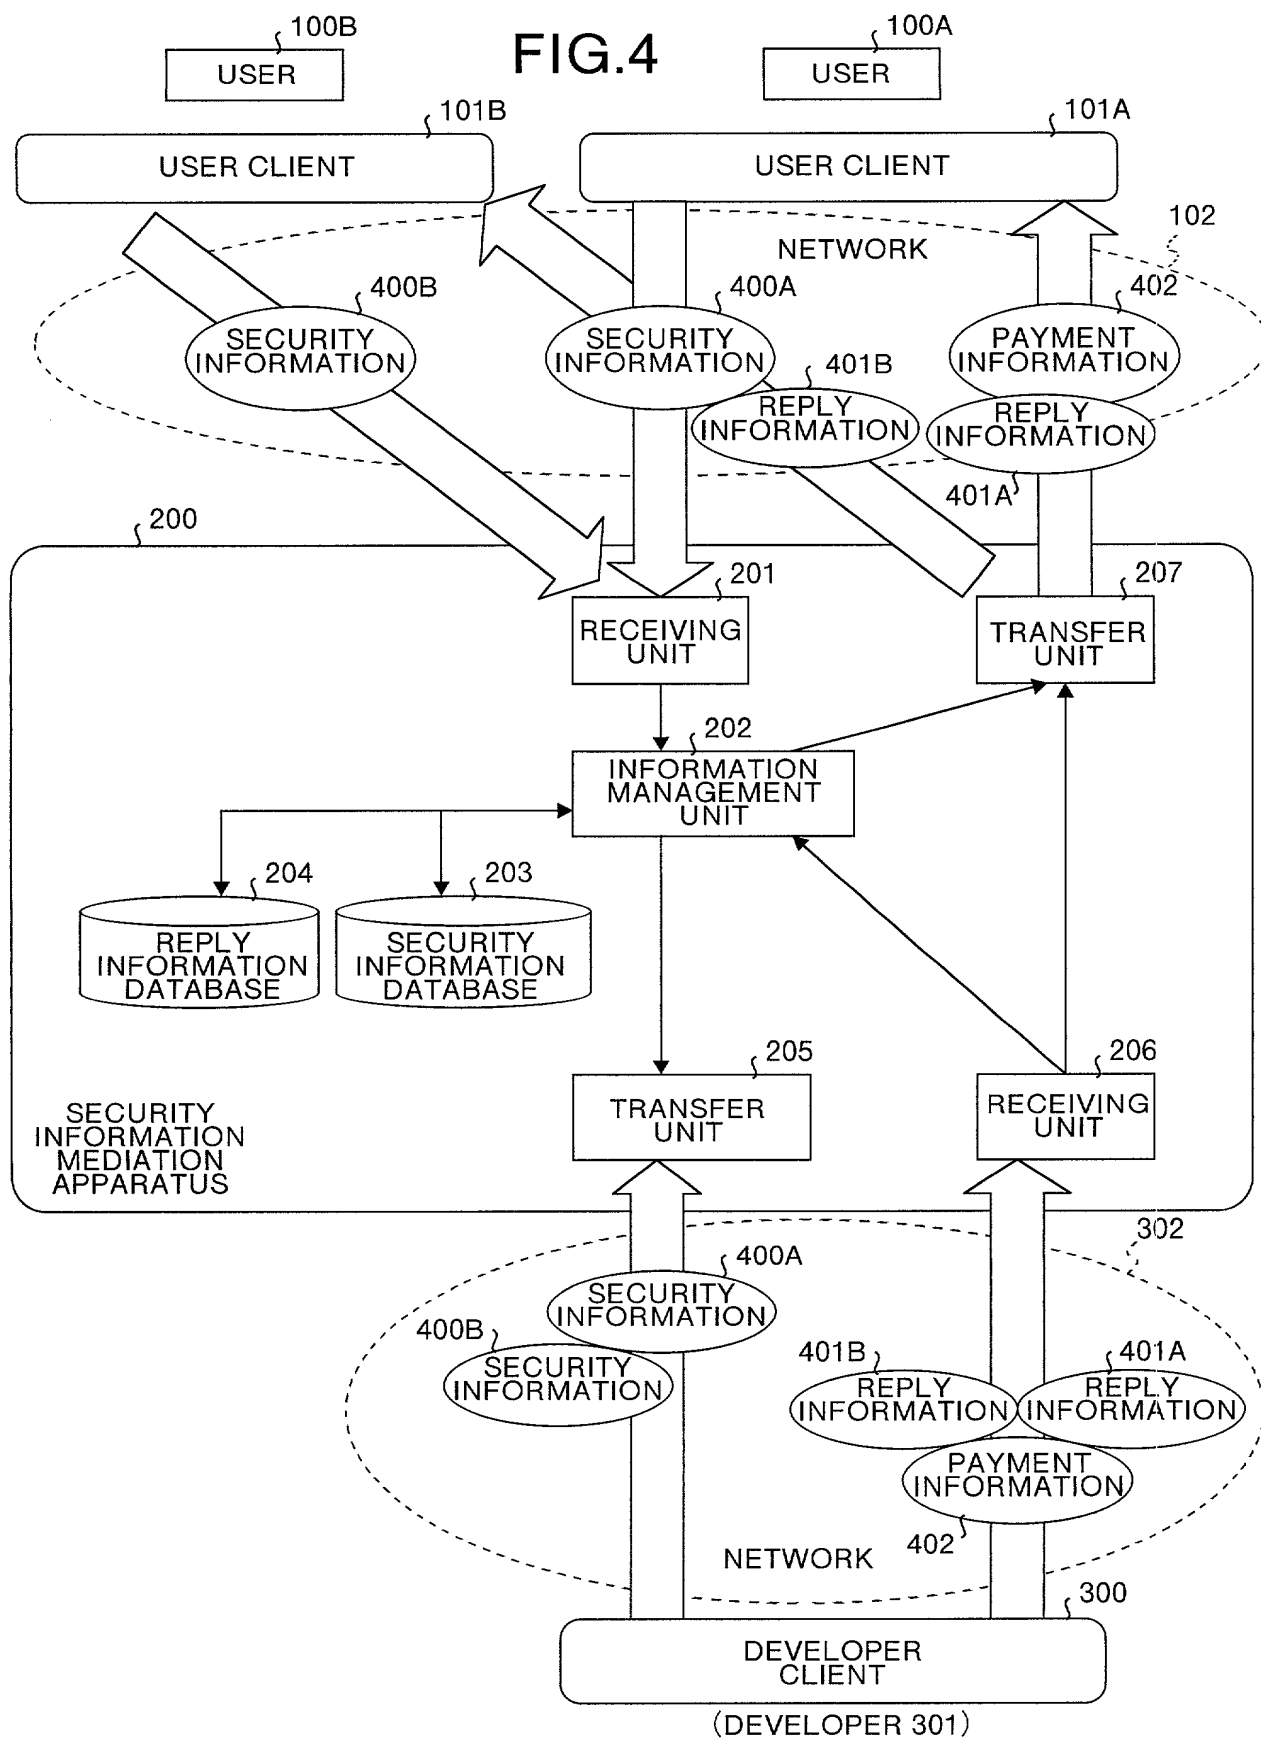 FIG.4
100B
USER
100A
USER
101B
USER CLIENT
101A
USER CLIENT
102
NETWORK
400B
SECURITY
INFORMATION
400A
SECURITY
INFORMATION
402
PAYMENT
INFORMATION
401B
REPLY
INFORMATION
REPLY
INFORMATION
401A
200
201
RECEIVING
UNIT
207
TRANSFER
UNIT
202
INFORMATION
MANAGEMENT
UNIT
204
REPLY
INFORMATION
DATABASE
203
SECURITY
INFORMATION
DATABASE
205
TRANSFER
UNIT
206
RECEIVING
UNIT
SECURITY
INFORMATION
MEDIATION
APPARATUS
302
400A
SECURITY
INFORMATION
400B
SECURITY
INFORMATION
401B
REPLY
INFORMATION
401A
REPLY
INFORMATION
PAYMENT
INFORMATION
402
NETWORK
300
DEVELOPER
CLIENT
(DEVELOPER 301)